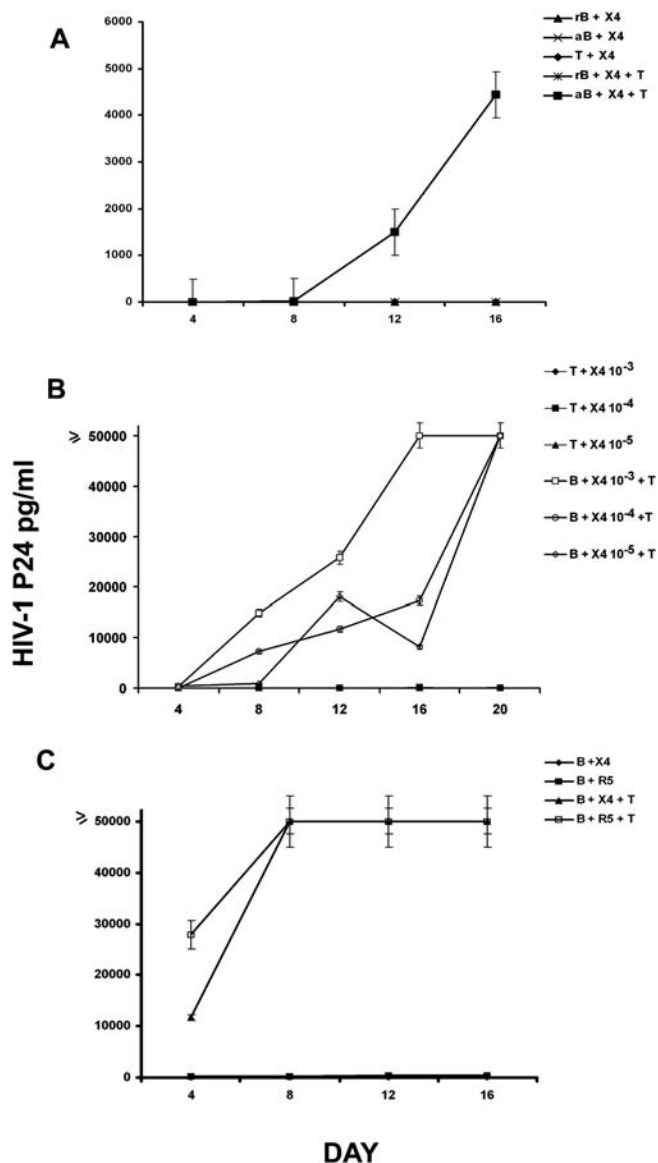 A
rB + X4
aB + X4
T + X4
rB + X4 + T
aB + X4 + T
6000
5000
4000
3000
2000
1000
0
4 8 12 16
B
T + X4 10-3
T + X4 10-4
T + X4 10-5
B + X4 10-3 + T
B + X4 10-4 +T
B + X4 10-5 + T
≥ 50000
40000
30000
20000
10000
0
4 8 12 16 20
HIV-1 P24 pg/ml
C
B +X4
B + R5
B + X4 + T
B + R5 + T
≥
50000
40000
30000
20000
10000
0
4 8 12 16
DAY